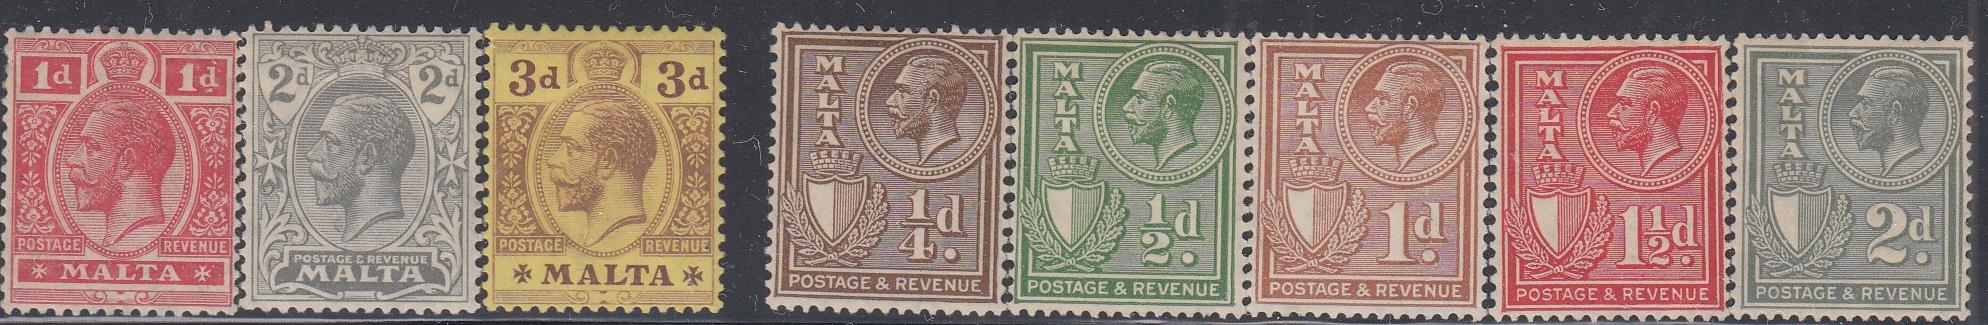 1d 1d
POSTAGE REVENUE
MALTA
2d 2d
POSTAGE & REVENUE
MALTA
3d 3d
POSTAGE REVENUE
MALTA
MALTA
1/4d.
POSTAGE & REVENUE
MALTA
1/2d.
POSTAGE & REVENUE
MALTA
1d.
POSTAGE & REVENUE
MALTA
1 1/2d.
POSTAGE & REVENUE
MALTA
2d.
POSTAGE & REVENUE